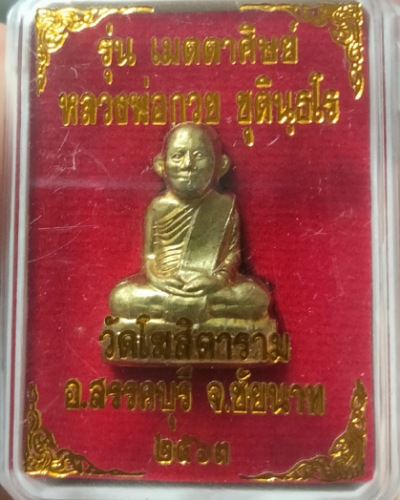 รุ่น เมตตาศิษย์
หลวงพ่อกวย ชุตินฺธโร
วัดโฆสิตาราม
อ.สรรคบุรี จ.ชัยนาท
๒๕๖๓